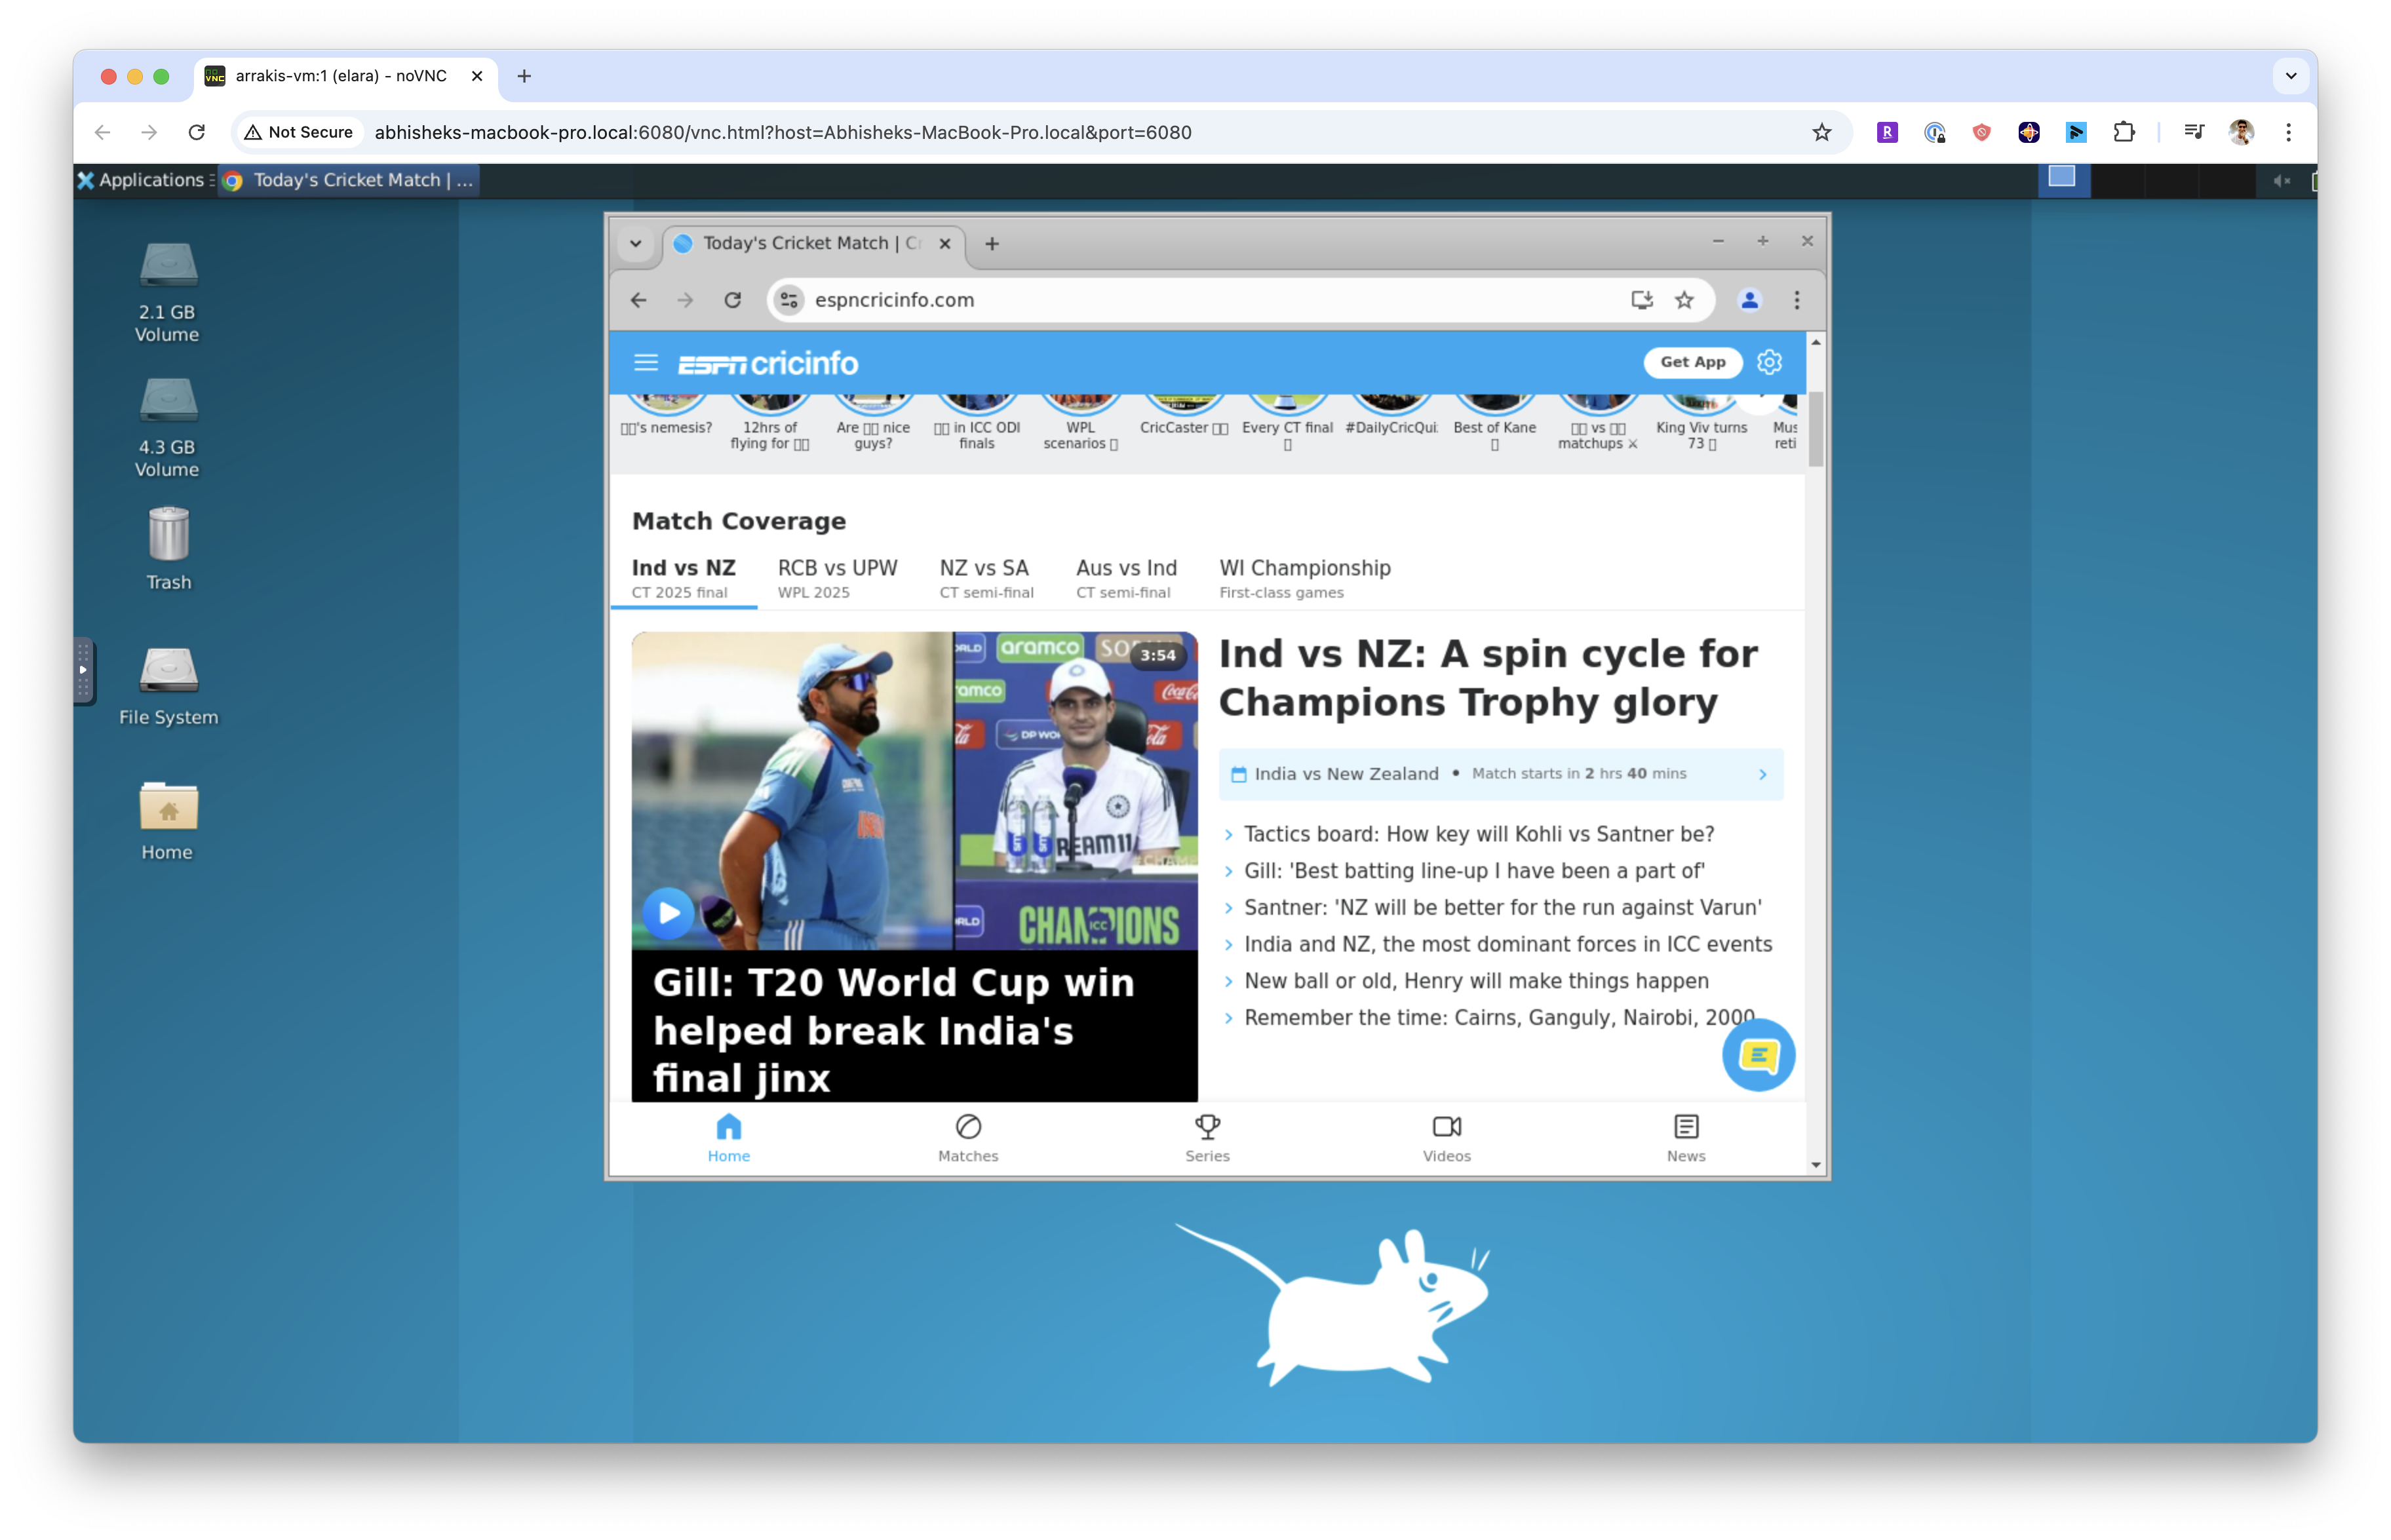 arrakis-vm:1 (elara) - noVNC
Not Secure
abhisheks-macbook-pro.local:6080/vnc.html?host=Abhisheks-MacBook-Pro.local&port=6080
Applications
Today's Cricket Match | ...
2.1 GB
Volume
4.3 GB
Volume
Trash
File System
Home
Today's Cricket Match |
espncricinfo.com
ESPN cricinfo
Get App
's nemesis?
12hrs of
flying for
Are nice
guys?
in ICC ODI
finals
WPL
scenarios
CricCaster
Every CT final
#DailyCricQui
Best of Kane
vs
matchups
King Viv turns
73
Mus
reti
Match Coverage
Ind vs NZ
CT 2025 final
RCB vs UPW
WPL 2025
NZ vs SA
CT semi-final
Aus vs Ind
CT semi-final
WI Championship
First-class games
3:54
aramco
DREAM11
CHAMPIONS
ICC
Gill: T20 World Cup win
helped break India's
final jinx
Ind vs NZ: A spin cycle for
Champions Trophy glory
India vs New Zealand • Match starts in 2 hrs 40 mins
Tactics board: How key will Kohli vs Santner be?
Gill: 'Best batting line-up I have been a part of'
Santner: 'NZ will be better for the run against Varun'
India and NZ, the most dominant forces in ICC events
New ball or old, Henry will make things happen
Remember the time: Cairns, Ganguly, Nairobi, 2000
Home
Matches
Series
Videos
News